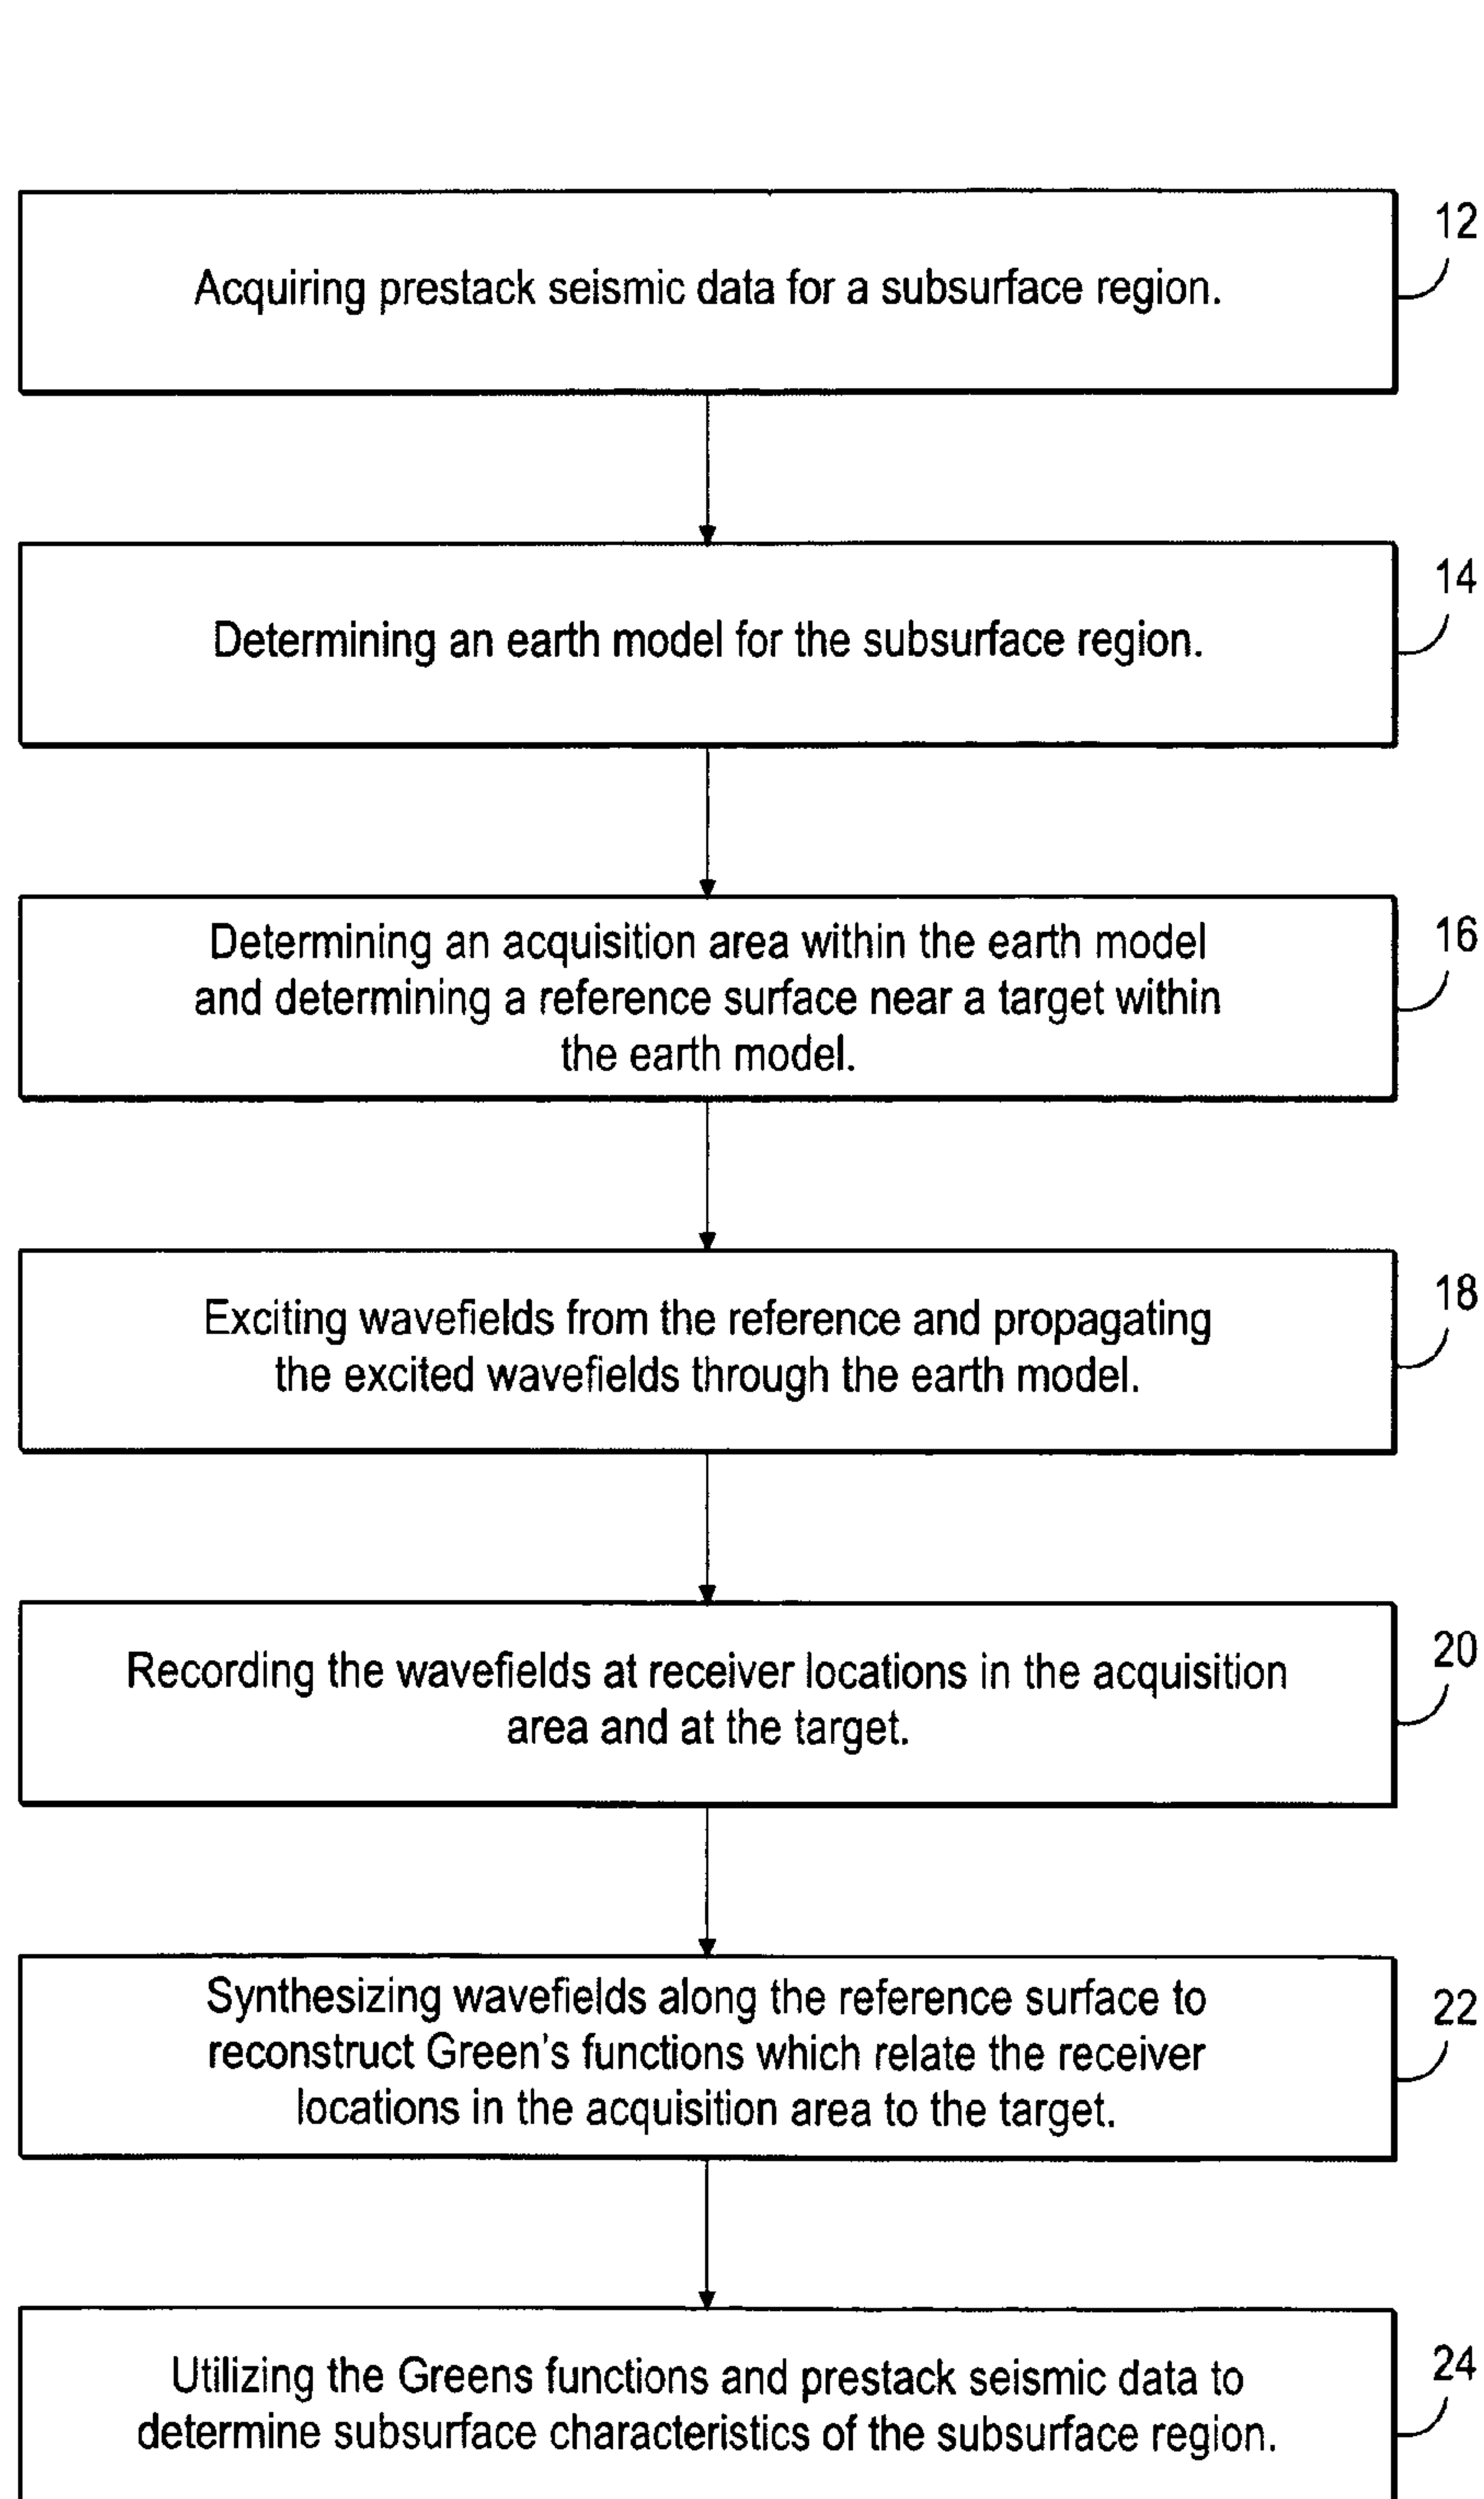 12
Acquiring prestack seismic data for a subsurface region.
14
Determining an earth model for the subsurface region.
16
Determining an acquisition area within the earth model
and determining a reference surface near a target within
the earth model.
18
Exciting wavefields from the reference and propagating
the excited wavefields through the earth model.
20
Recording the wavefields at receiver locations in the acquisition
area and at the target.
22
Synthesizing wavefields along the reference surface to
reconstruct Green's functions which relate the receiver
locations in the acquisition area to the target.
24
Utilizing the Greens functions and prestack seismic data to
determine subsurface characteristics of the subsurface region.